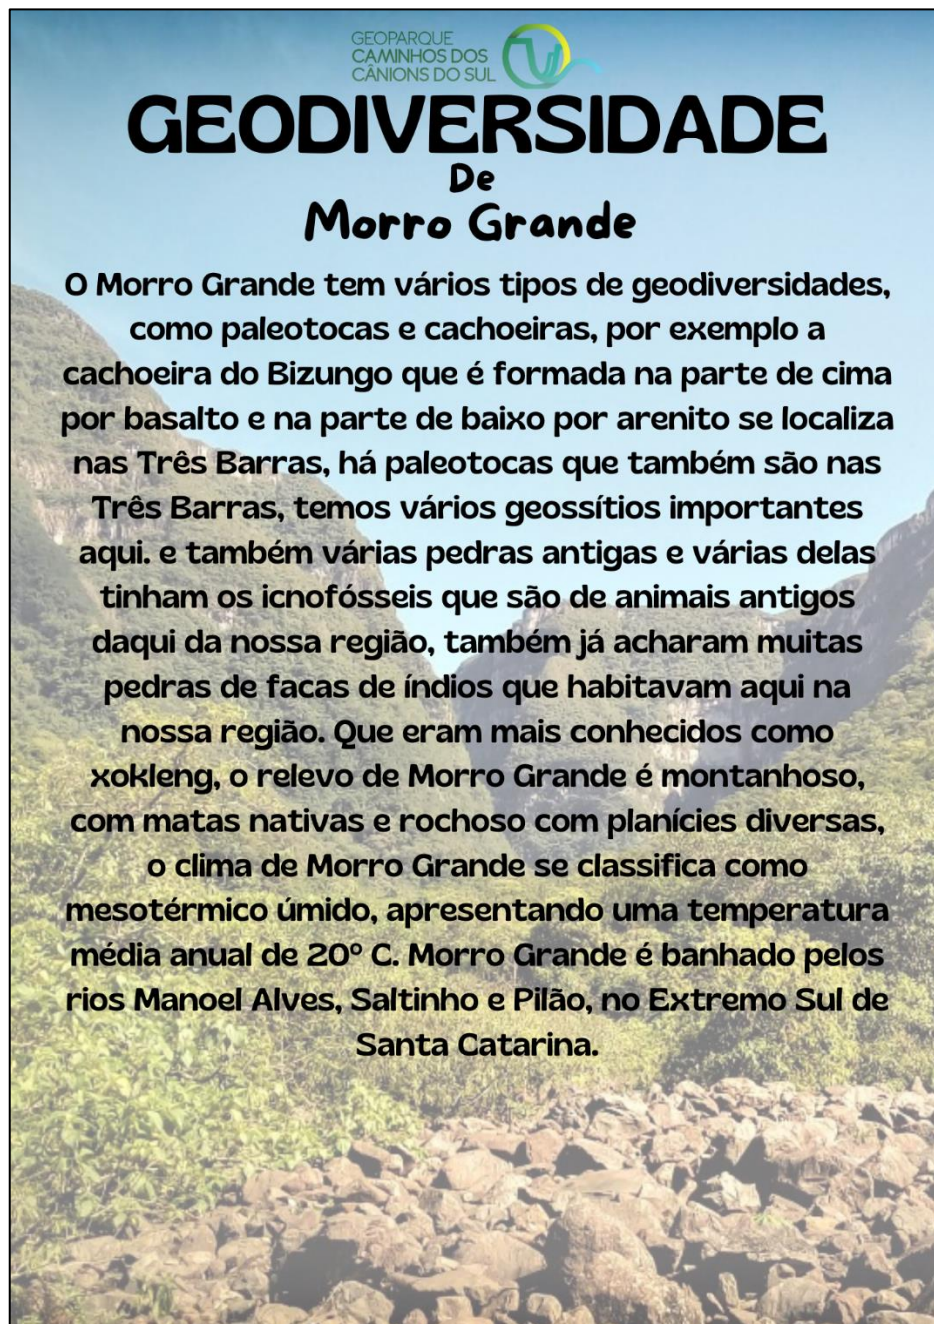 GEOPARQUE
CAMINHOS DOS
CÂNIONS DO SUL
GEODIVERSIDADE
De
Morro Grande
O Morro Grande tem vários tipos de geodiversidades,
como paleotocas e cachoeiras, por exemplo a
cachoeira do Bizungo que é formada na parte de cima
por basalto e na parte de baixo por arenito se localiza
nas Três Barras, há paleotocas que também são nas
Três Barras, temos vários geossítios importantes
aqui. e também várias pedras antigas e várias delas
tinham os icnofósseis que são de animais antigos
daqui da nossa região, também já acharam muitas
pedras de facas de índios que habitavam aqui na
nossa região. Que eram mais conhecidos como
xokleng, o relevo de Morro Grande é montanhoso,
com matas nativas e rochoso com planícies diversas,
o clima de Morro Grande se classifica como
mesotérmico úmido, apresentando uma temperatura
média anual de 20º C. Morro Grande é banhado pelos
rios Manoel Alves, Saltinho e Pilão, no Extremo Sul de
Santa Catarina.